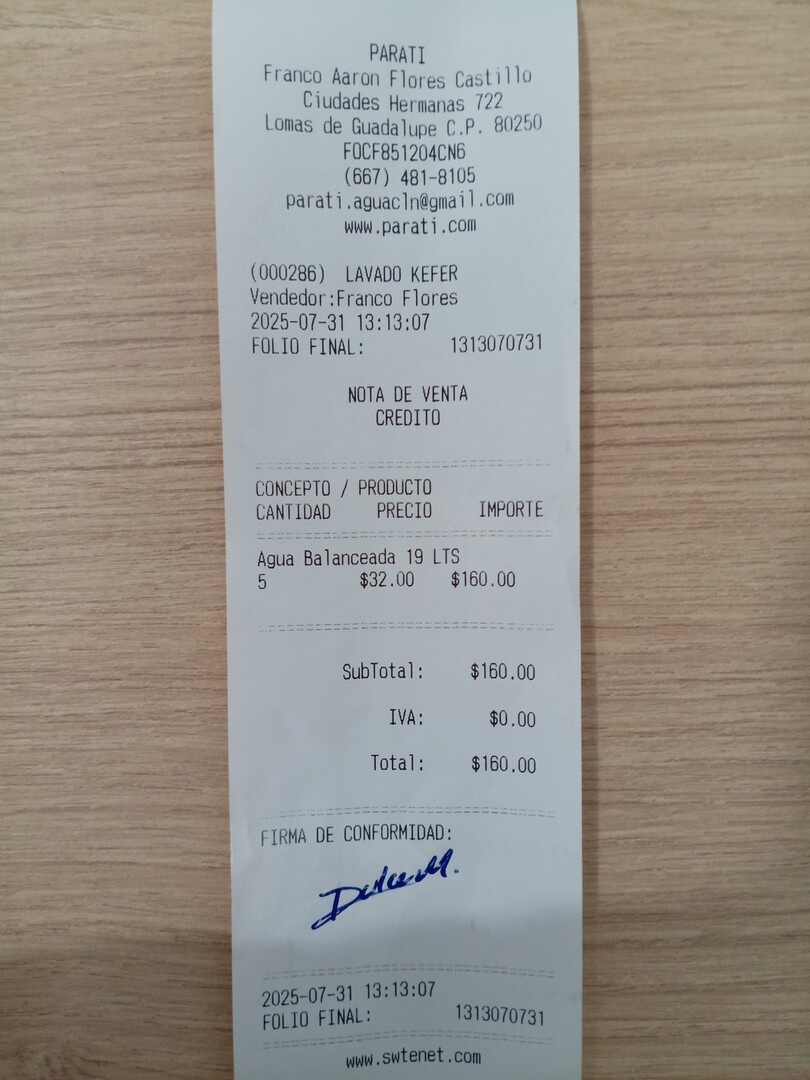 PARATI
Franco Aaron Flores Castillo
Ciudades Hermanas 722
Lomas de Guadalupe C.P. 80250
FOCF851204CN6
(667) 481-8105
parati.aguacln@gmail.com
www.parati.com
(000286) LAVADO KEFER
Vendedor:Franco Flores
2025-07-31 13:13:07
FOLIO FINAL: 1313070731
NOTA DE VENTA
CREDITO
CONCEPTO / PRODUCTO
CANTIDAD PRECIO IMPORTE
Agua Balanceada 19 LTS
5 $32.00 $160.00
SubTotal: $160.00
IVA: $0.00
Total: $160.00
FIRMA DE CONFORMIDAD:
Dulce M.
2025-07-31 13:13:07
FOLIO FINAL: 1313070731
www.swtenet.com